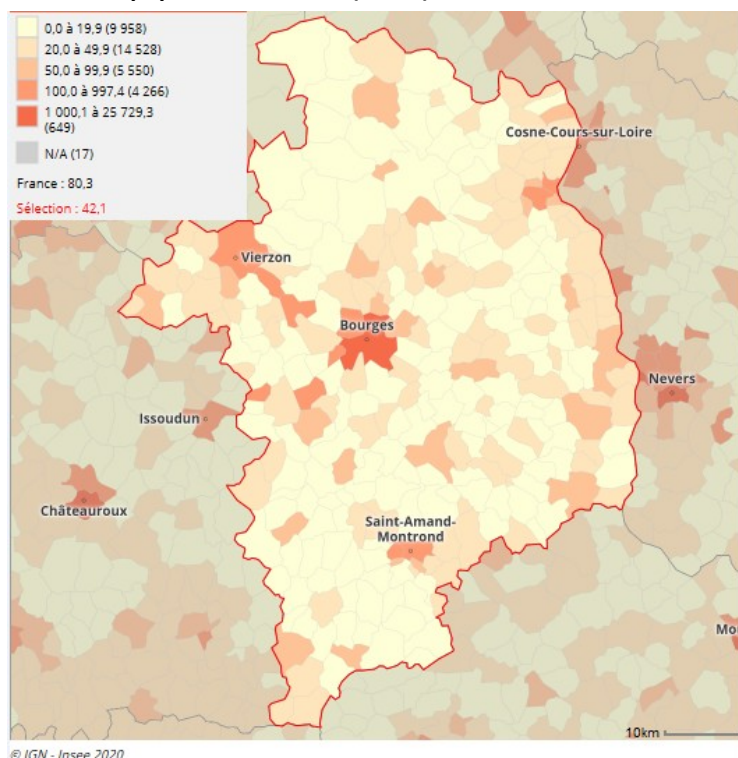 0,0 à 19,9 (9 958)
20,0 à 49,9 (14 528)
50,0 à 99,9 (5 550)
100,0 à 997,4 (4 266)
1 000,1 à 25 729,3
(649)
N/A (17)
France : 80,3
Sélection : 42,1
Cosne-Cours-sur-Loire
Vierzon
Bourges
Nevers
Issoudun
Châteauroux
Saint-Amand-
Montrond
Mo
10km
© IGN - Insee 2020